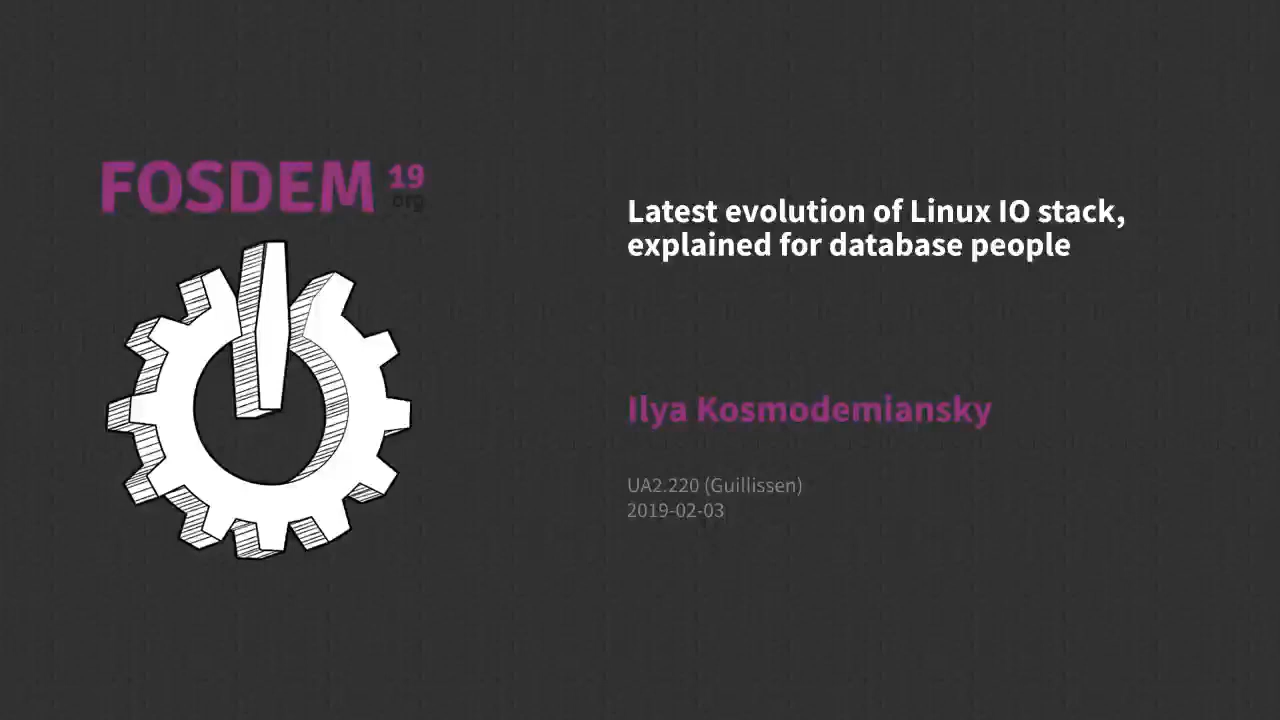 FOSDEM 19
org
Latest evolution of Linux IO stack,
explained for database people
Ilya Kosmodemiansky
UA2.220 (Guillissen)
2019-02-03